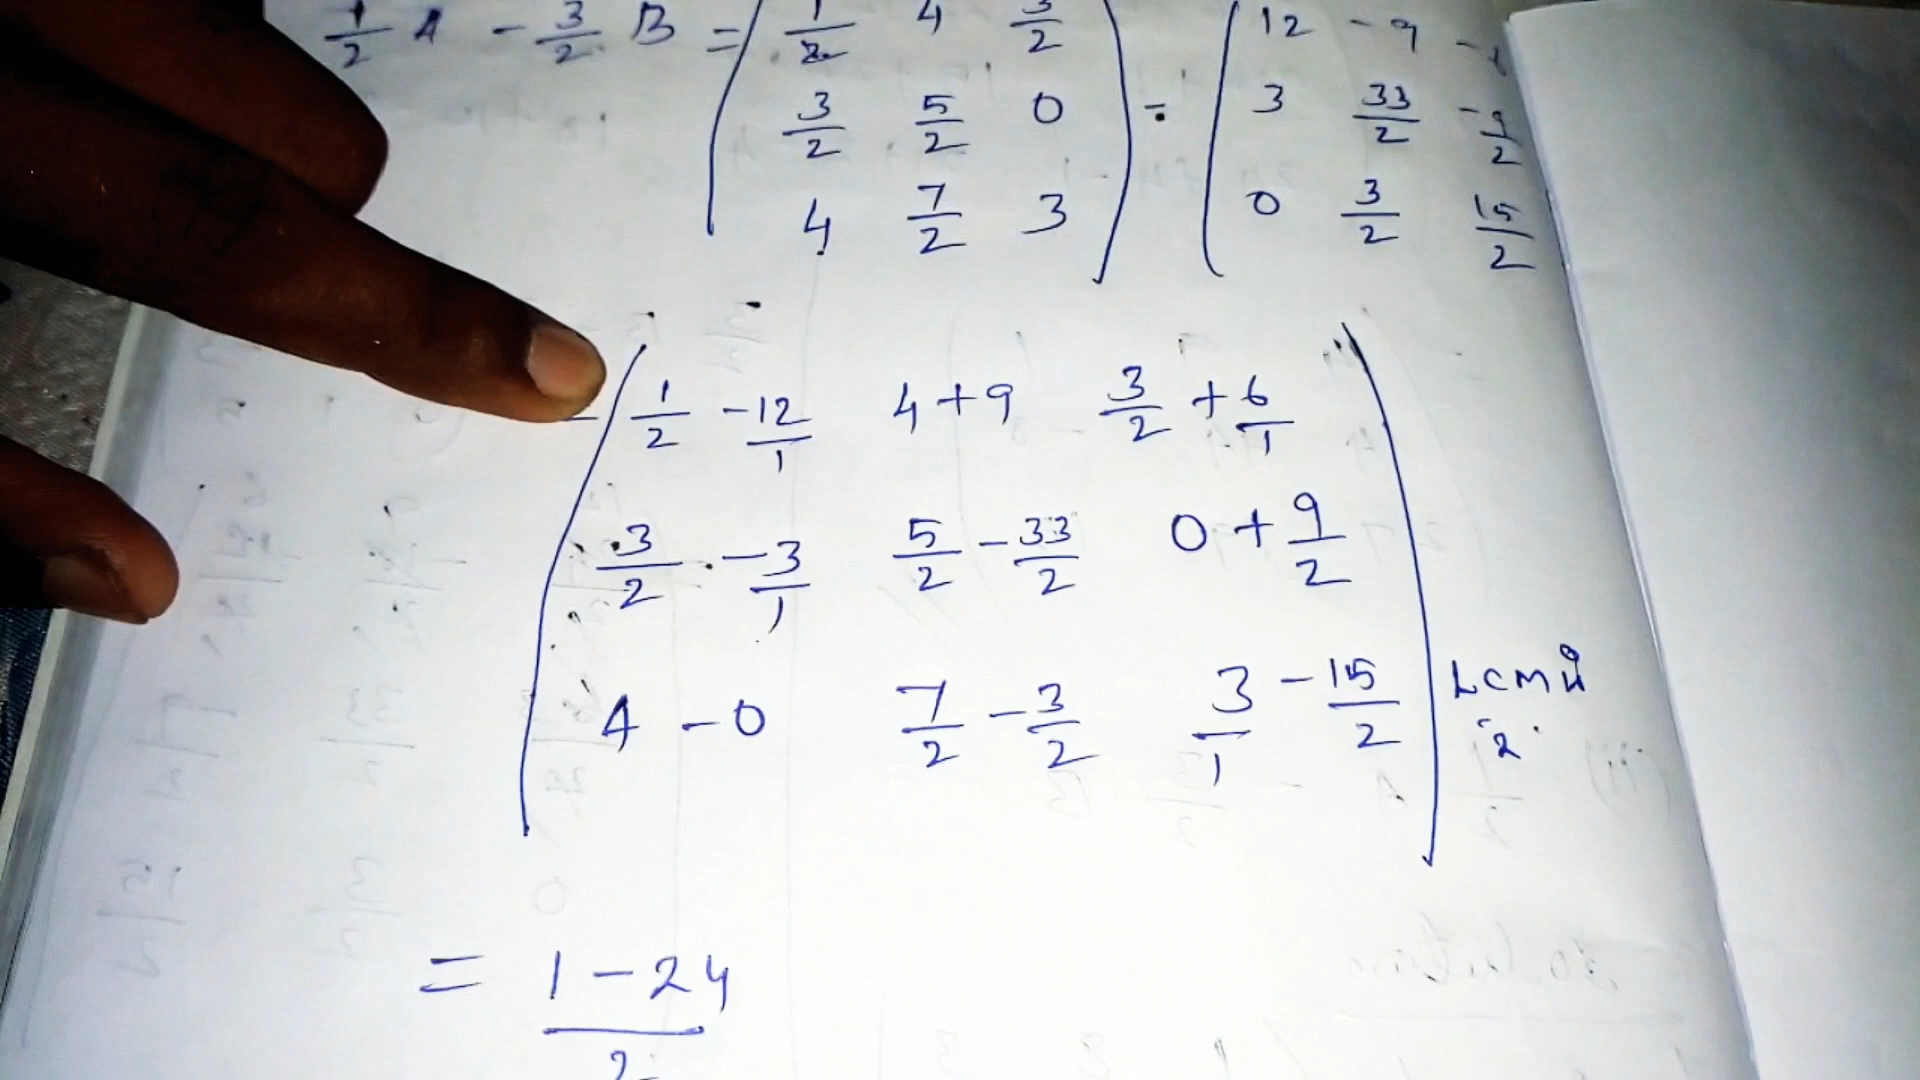 1/2 A - 3/2 B = ( 1/2 4 3/2 = ( 12 -9 -
3/2 5/2 0 ) 3 33/2 -9/2
4 7/2 3 0 3/2 15/2
( 1/2 - 12/1 4+9 3/2 + 6/1 )
3/2 - 3/1 5/2 - 33/2 0 + 9/2
4 - 0 7/2 - 3/2 3/1 - 15/2 LCM
2
= 1 - 24 / 2